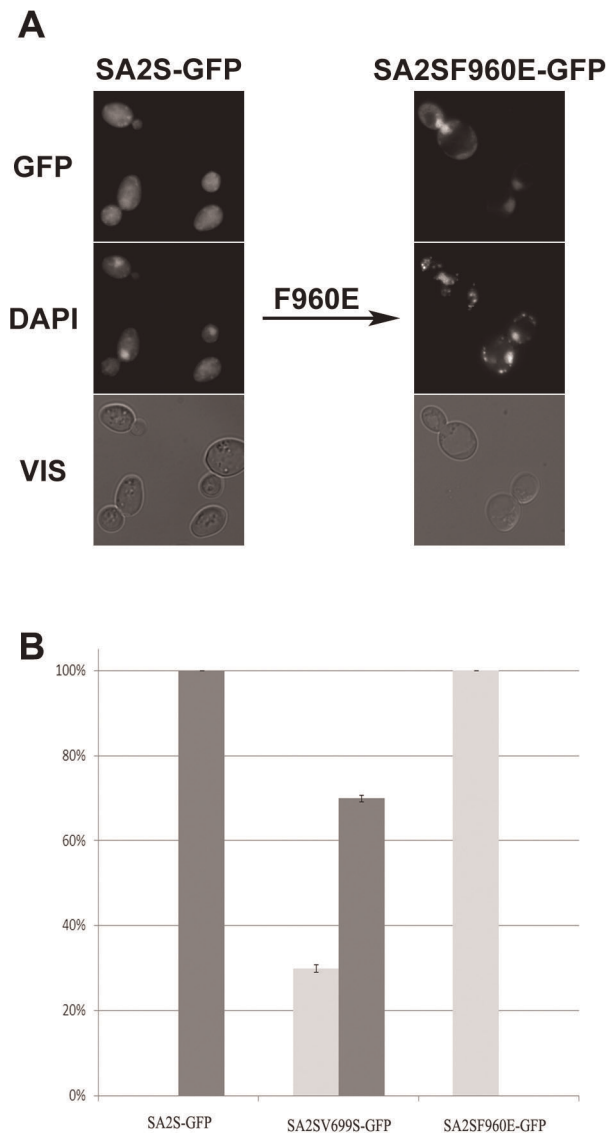 A
SA2S-GFP
SA2SF960E-GFP
GFP
DAPI
F960E
VIS
B
100%
80%
60%
40%
20%
0%
SA2S-GFP
SA2SV699S-GFP
SA2SF960E-GFP